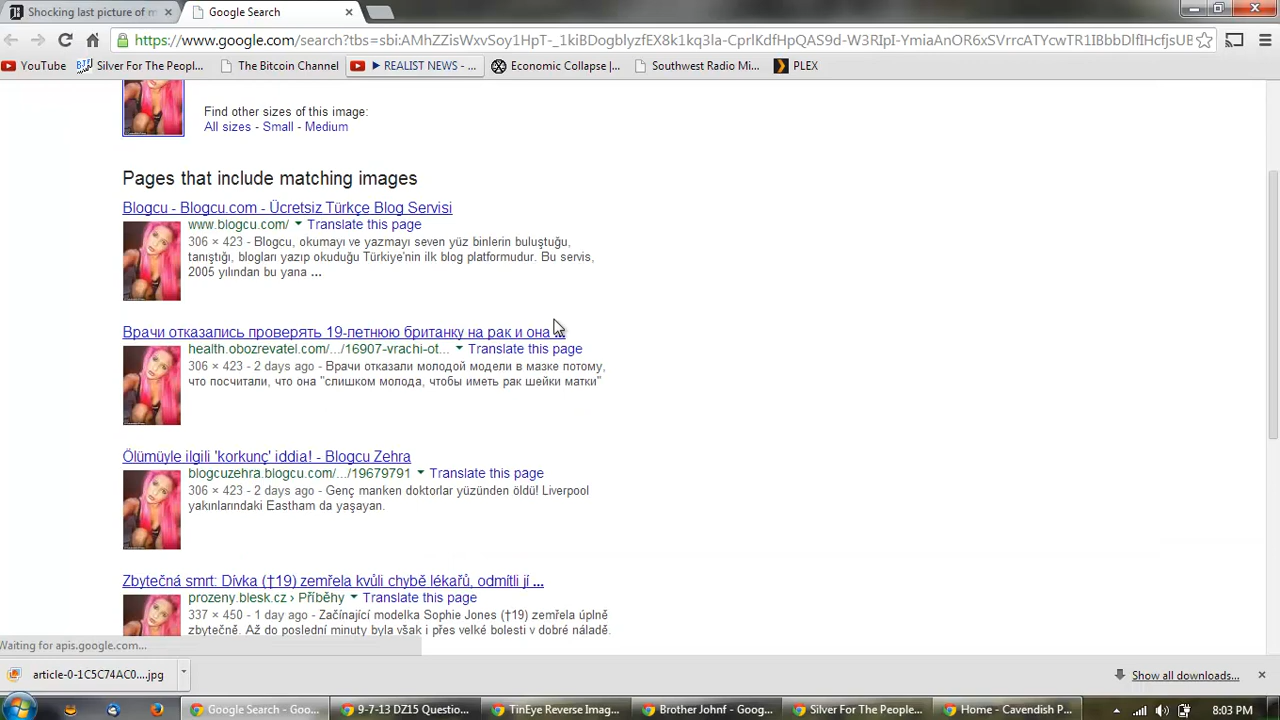 Shocking last picture of m
Google Search
https://www.google.com/search?tbs=sbi:
YouTube
Silver For The Peopl...
The Bitcoin Channel
► REALIST NEWS - ...
Economic Collapse |...
Southwest Radio Mi...
PLEX
Find other sizes of this image:
All sizes - Small - Medium
Pages that include matching images
Blogcu - Blogcu.com - Ücretsiz Türkçe Blog Servisi
www.blogcu.com/ Translate this page
306 × 423 - Blogcu, okumayı ve yazmayı seven yüz binlerin buluştuğu,
tanıştığı, blogları yazıp okuduğu Türkiye'nin ilk blog platformudur. Bu servis,
2005 yılından bu yana ...
Врачи отказались проверять 19-летнюю британку на рак и она ...
health.obozrevatel.com/.../16907-vrachi-ot... Translate this page
306 × 423 - 2 days ago - Врачи отказали молодой модели в мазке потому,
что посчитали, что она "слишком молода, чтобы иметь рак шейки матки"
Ölümüyle ilgili 'korkunç' iddia! - Blogcu Zehra
blogcuzehra.blogcu.com/.../19679791 Translate this page
306 × 423 - 2 days ago - Genç manken doktorlar yüzünden öldü! Liverpool
yakınlarındaki Eastham da yaşayan.
Zbytečná smrt: Dívka (†19) zemřela kvůli chybě lékařů, odmítli jí ...
prozeny.blesk.cz › Příběhy Translate this page
337 × 450 - 1 day ago - Začínající modelka Sophie Jones (†19) zemřela úplně
zbytečně. Až do poslední minuty byla však i přes velké bolesti v dobré náladě.
Waiting for apis.google.com...
article-0-1C5C74AC0....jpg
Show all downloads...
Google Search - Goo...
9-7-13 DZ15 Questio...
TinEye Reverse Imag...
Brother Johnf - Goog...
Silver For The People...
Home - Cavendish P...
8:03 PM